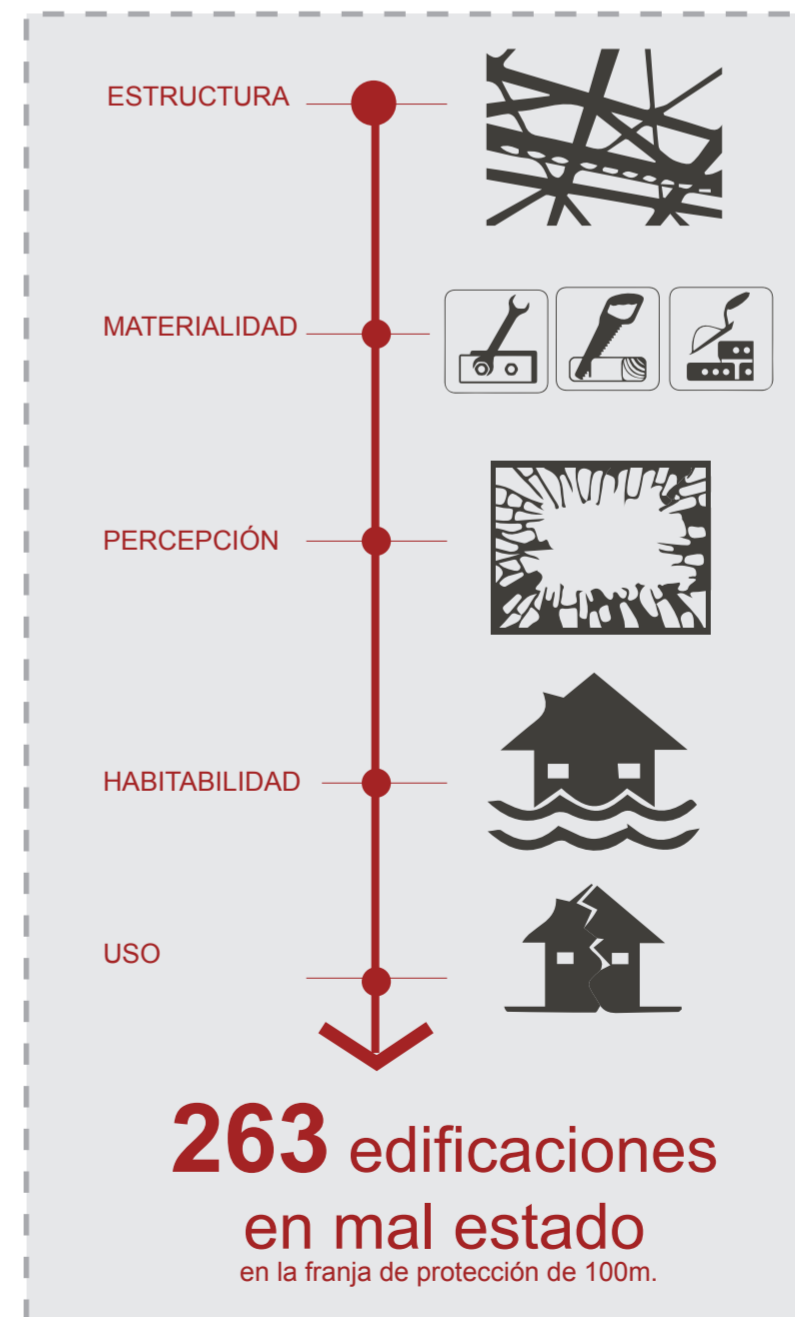 ESTRUCTURA
MATERIALIDAD
PERCEPCIÓN
HABITABILIDAD
USO
263 edificaciones
en mal estado
en la franja de protección de 100m.